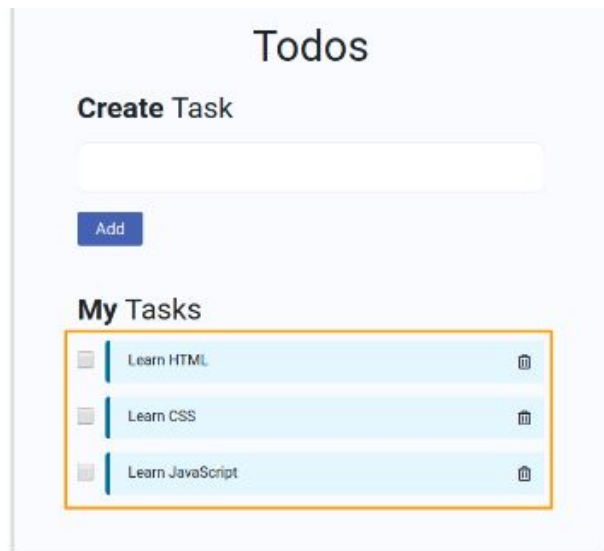 Todos
Create Task
Add
My Tasks
Learn HTML
Learn CSS
Learn JavaScript